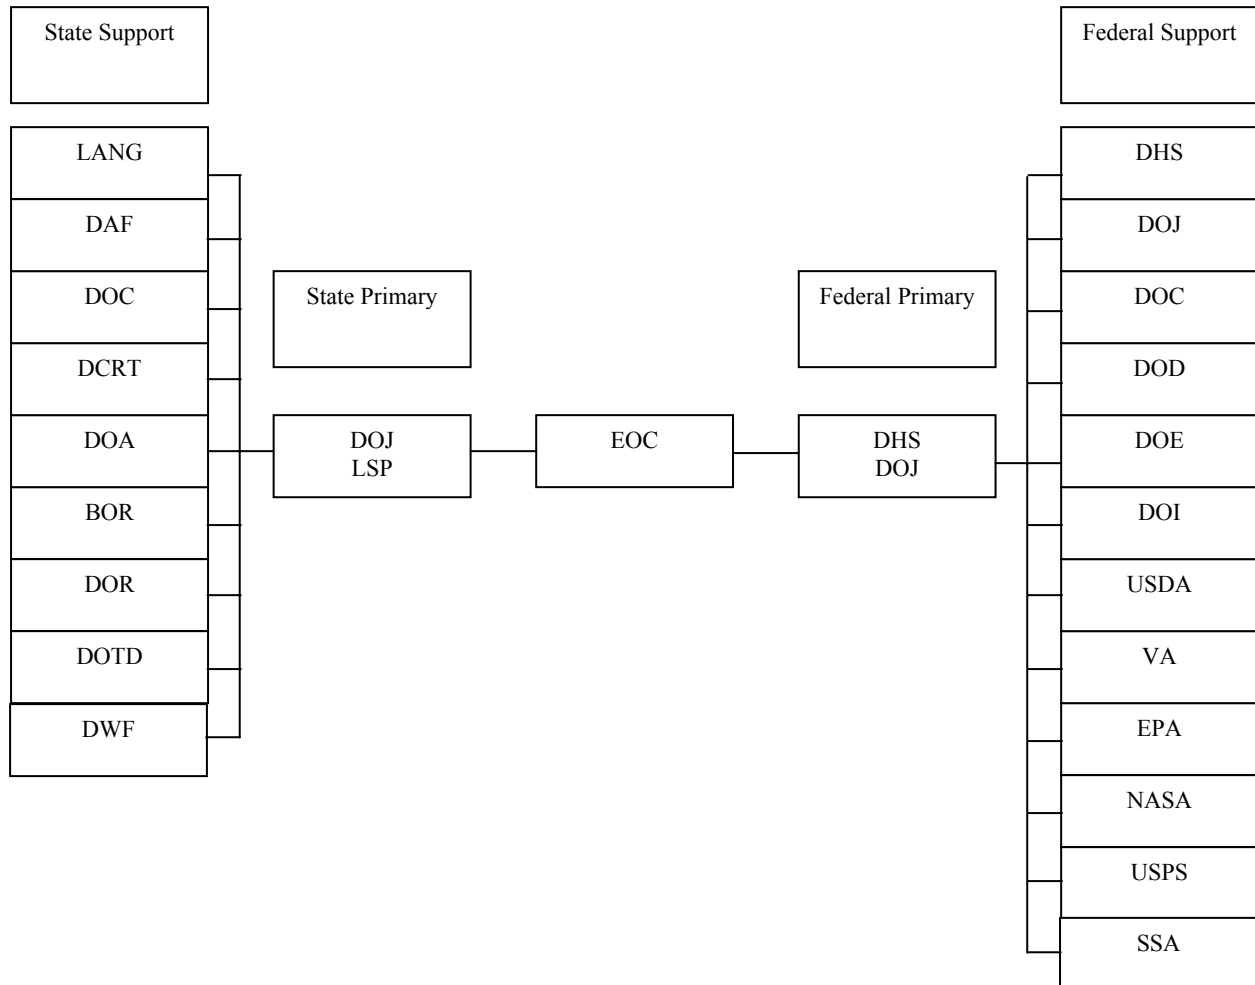 State Support
Federal Support
LANG
DAF
DOC
DCRT
DOA
BOR
DOR
DOTD
DWF
State Primary
DOJ
LSP
EOC
Federal Primary
DHS
DOJ
DHS
DOJ
DOC
DOD
DOE
DOI
USDA
VA
EPA
NASA
USPS
SSA